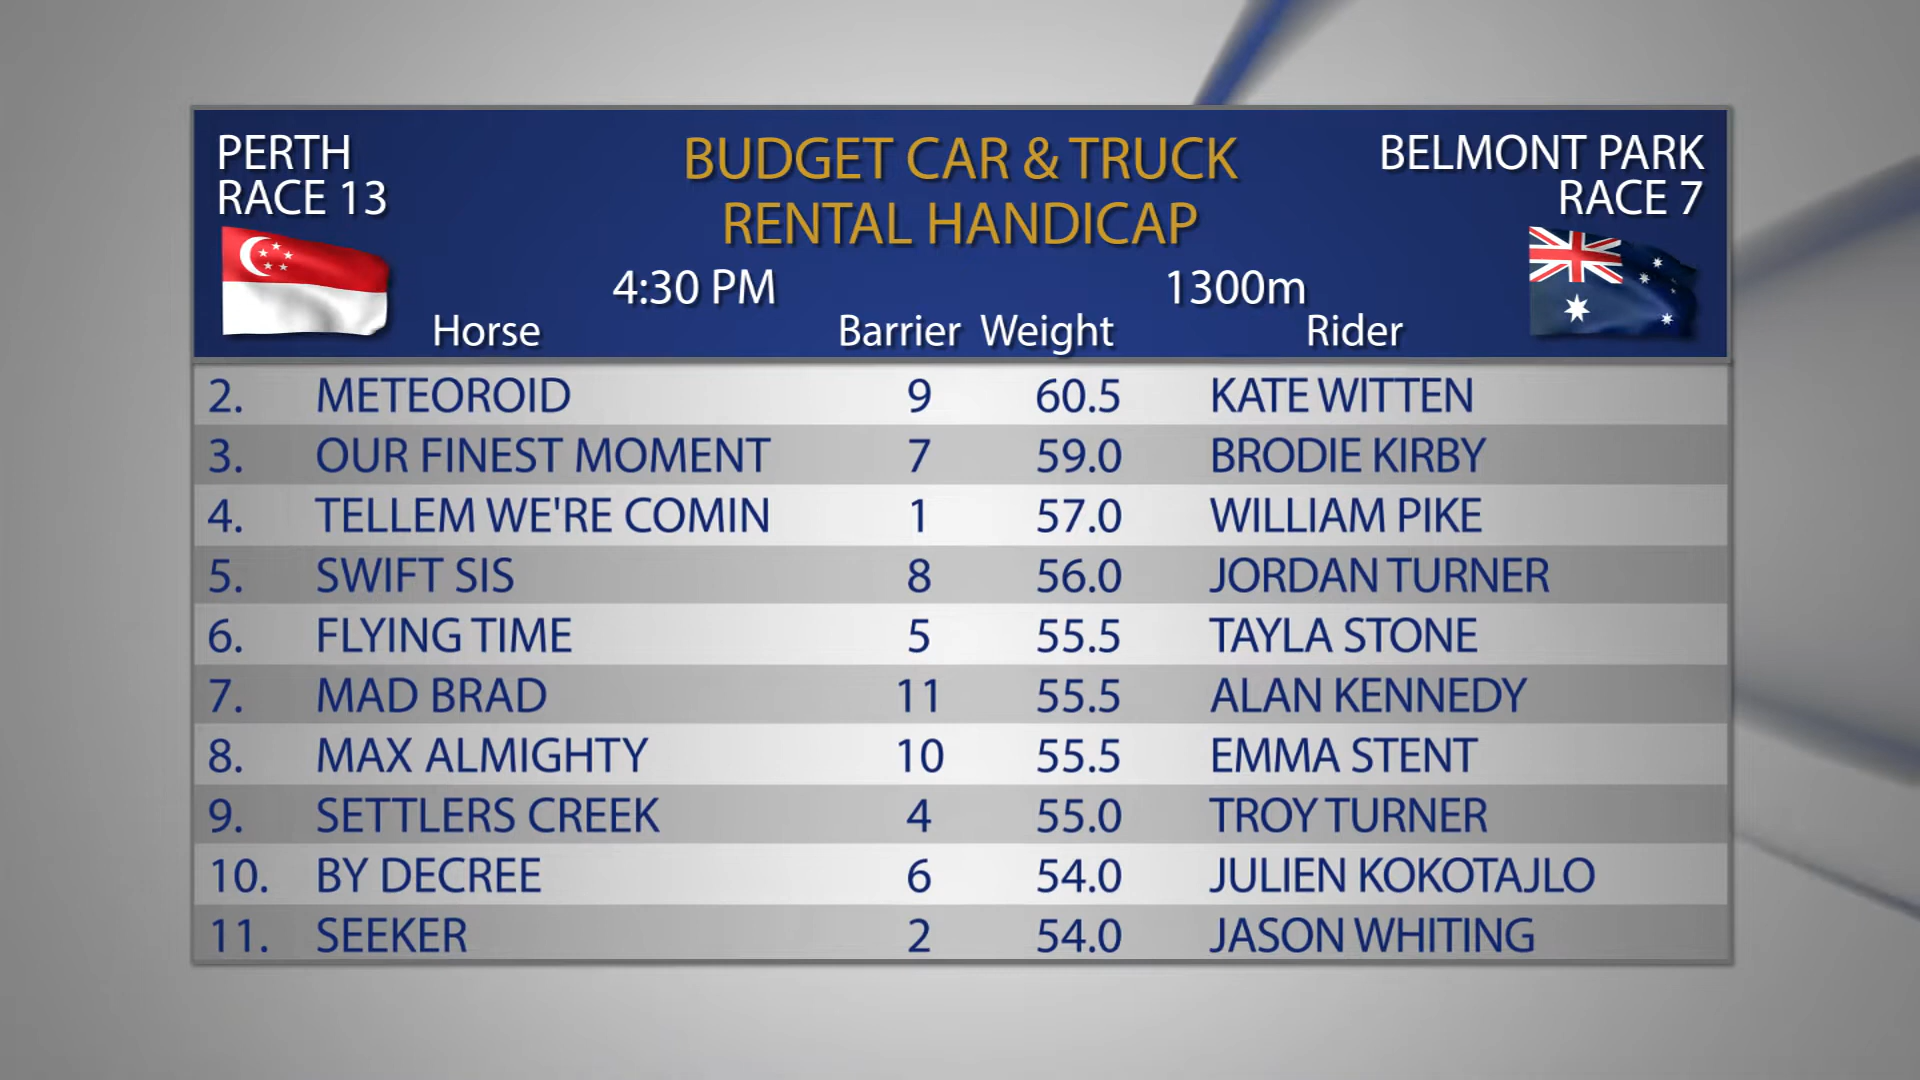 PERTH
RACE 13
BUDGET CAR & TRUCK
RENTAL HANDICAP
BELMONT PARK
RACE 7
4:30 PM 1300m
Horse Barrier Weight Rider
2. METEOROID 9 60.5 KATE WITTEN
3. OUR FINEST MOMENT 7 59.0 BRODIE KIRBY
4. TELLEM WE'RE COMIN 1 57.0 WILLIAM PIKE
5. SWIFT SIS 8 56.0 JORDAN TURNER
6. FLYING TIME 5 55.5 TAYLA STONE
7. MAD BRAD 11 55.5 ALAN KENNEDY
8. MAX ALMIGHTY 10 55.5 EMMA STENT
9. SETTLERS CREEK 4 55.0 TROY TURNER
10. BY DECREE 6 54.0 JULIEN KOKOTAJLO
11. SEEKER 2 54.0 JASON WHITING